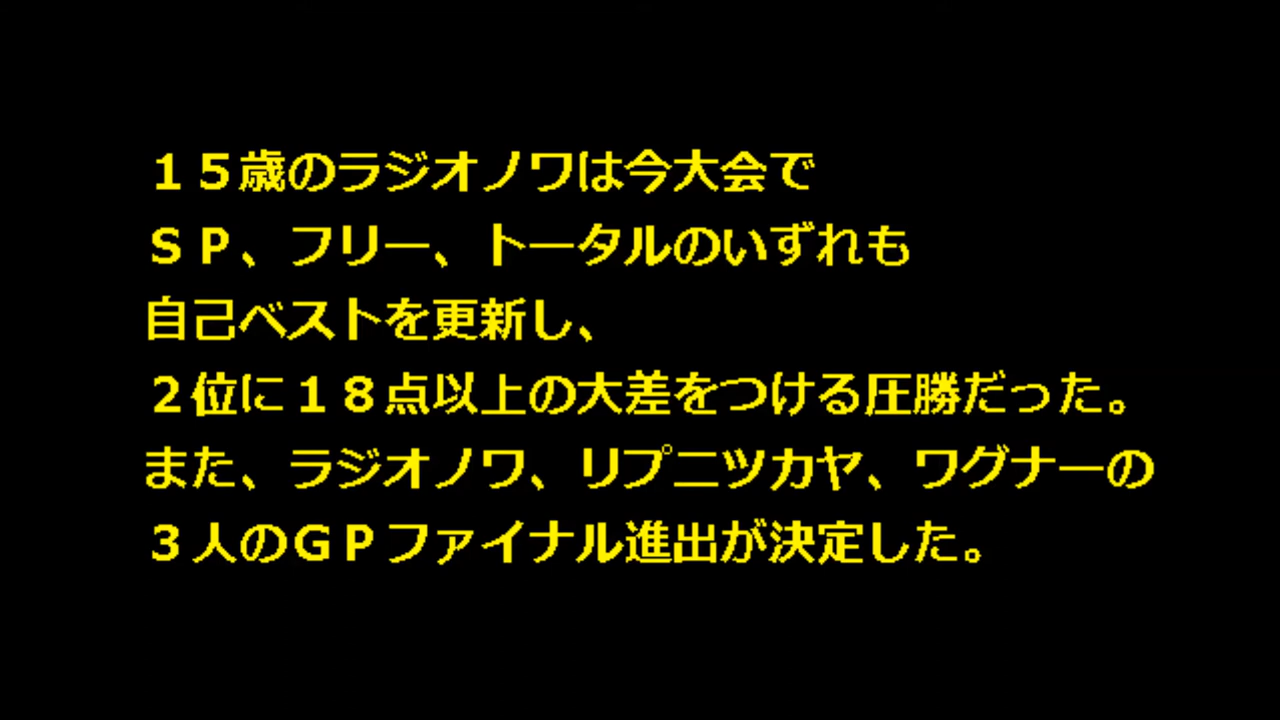 １５歳のラジオノワは今大会で
ＳＰ、フリー、トータルのいずれも
自己ベストを更新し、
２位に１８点以上の大差をつける圧勝だった。
また、ラジオノワ、リプニツカヤ、ワグナーの
３人のＧＰファイナル進出が決定した。